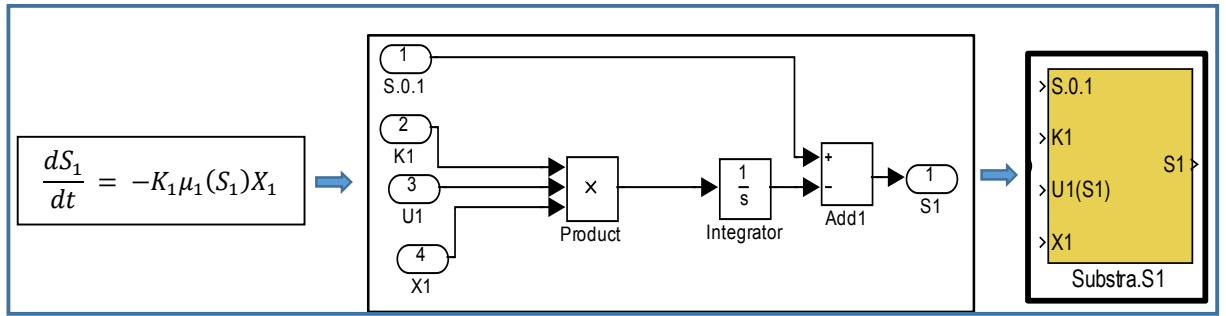 dS₁/dt = −K₁μ₁(S₁)X₁
1
S.0.1
2
K1
3
U1
4
X1
×
Product
1/s
Integrator
+
−
Add1
1
S1
S.0.1
K1
U1(S1)
X1
S1
Substra.S1